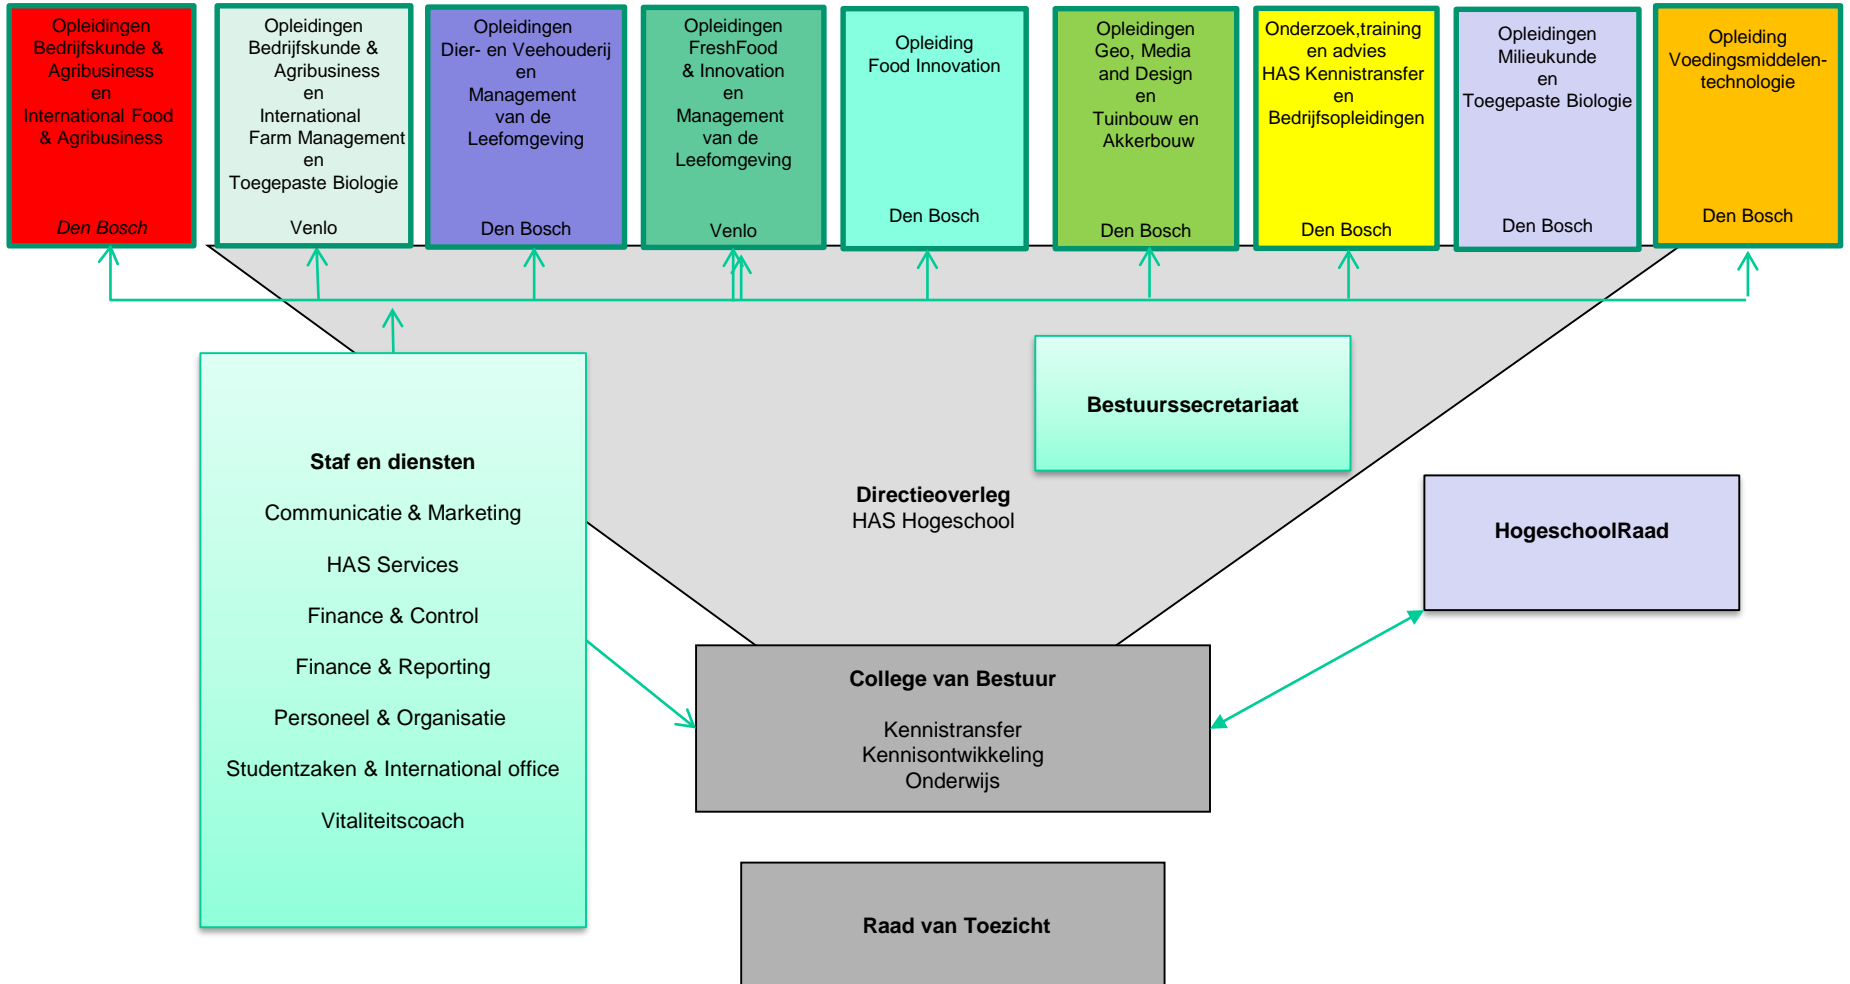 Opleidingen
Bedrijfskunde &
Agribusiness
en
International Food
& Agribusiness
Den Bosch
Opleidingen
Bedrijfskunde &
Agribusiness
en
International
Farm Management
en
Toegepaste Biologie
Venlo
Opleidingen
Dier- en Veehouderij
en
Management
van de
Leefomgeving
Den Bosch
Opleidingen
FreshFood
& Innovation
en
Management
van de
Leefomgeving
Venlo
Opleiding
Food Innovation
Den Bosch
Opleidingen
Geo, Media
and Design
en
Tuinbouw en
Akkerbouw
Den Bosch
Onderzoek,training
en advies
HAS Kennistransfer
en
Bedrijfsopleidingen
Den Bosch
Opleidingen
Milieukunde
en
Toegepaste Biologie
Den Bosch
Opleiding
Voedingsmiddelen-
technologie
Den Bosch
Bestuurssecretariaat
Staf en diensten
Communicatie & Marketing
HAS Services
Finance & Control
Finance & Reporting
Personeel & Organisatie
Studentzaken & International office
Vitaliteitscoach
Directieoverleg
HAS Hogeschool
HogeschoolRaad
College van Bestuur
Kennistransfer
Kennisontwikkeling
Onderwijs
Raad van Toezicht